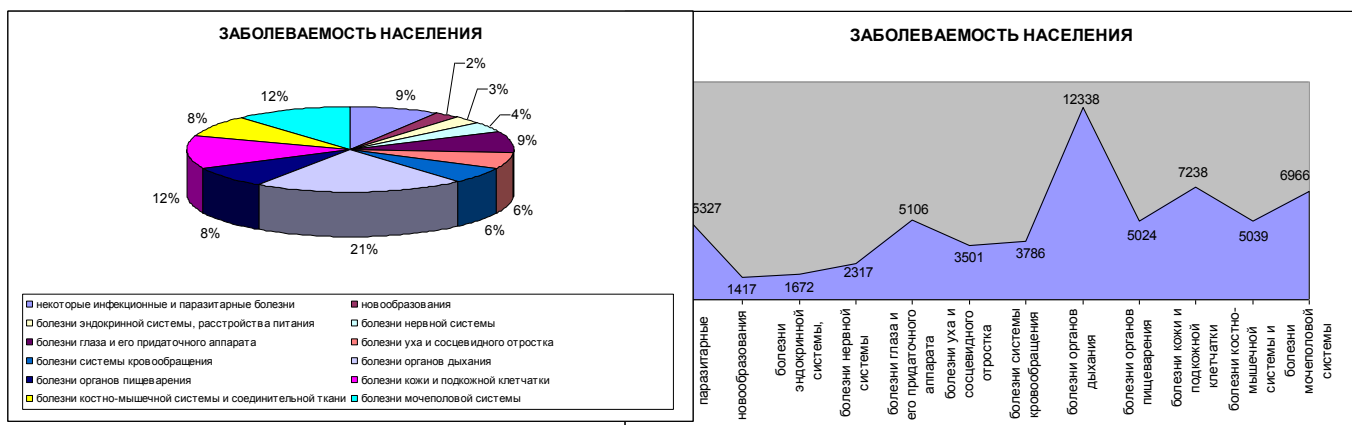 ЗАБОЛЕВАЕМОСТЬ НАСЕЛЕНИЯ
9%
2%
3%
4%
9%
6%
6%
21%
8%
12%
8%
12%
некоторые инфекционные и паразитарные болезни
новообразования
болезни эндокринной системы, расстройства питания
болезни нервной системы
болезни глаза и его придаточного аппарата
болезни уха и сосцевидного отростка
болезни системы кровообращения
болезни органов дыхания
болезни органов пищеварения
болезни кожи и подкожной клетчатки
болезни костно-мышечной системы и соединительной ткани
болезни мочеполовой системы
ЗАБОЛЕВАЕМОСТЬ НАСЕЛЕНИЯ
5327
1417
1672
2317
5106
3501
3786
12338
5024
7238
5039
6966
паразитарные
новообразования
болезни
эндокринной
системы,
болезни нервной
системы
болезни глаза и
его придаточного
аппарата
болезни уха и
сосцевидного
отростка
болезни системы
кровообращения
болезни органов
дыхания
болезни органов
пищеварения
болезни кожи и
подкожной
клетчатки
болезни костно-
мышечной
системы и
болезни
мочеполовой
системы